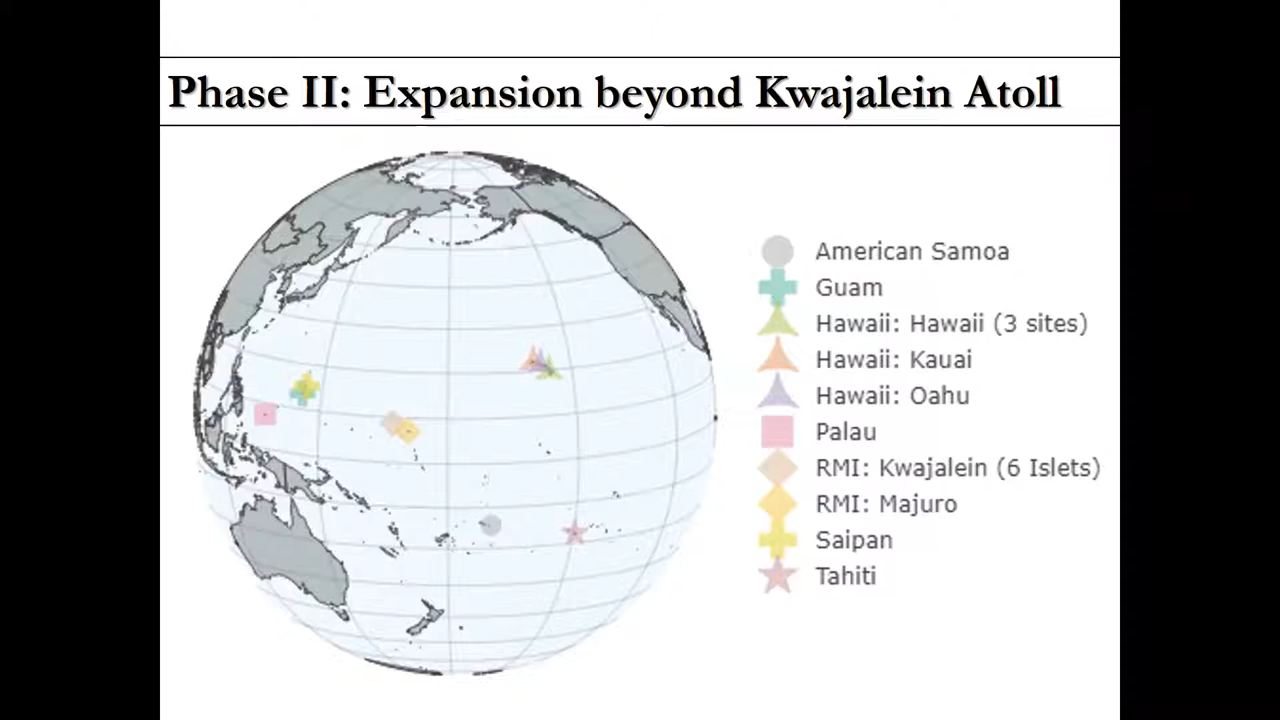 Phase II: Expansion beyond Kwajalein Atoll
American Samoa
Guam
Hawaii: Hawaii (3 sites)
Hawaii: Kauai
Hawaii: Oahu
Palau
RMI: Kwajalein (6 Islets)
RMI: Majuro
Saipan
Tahiti